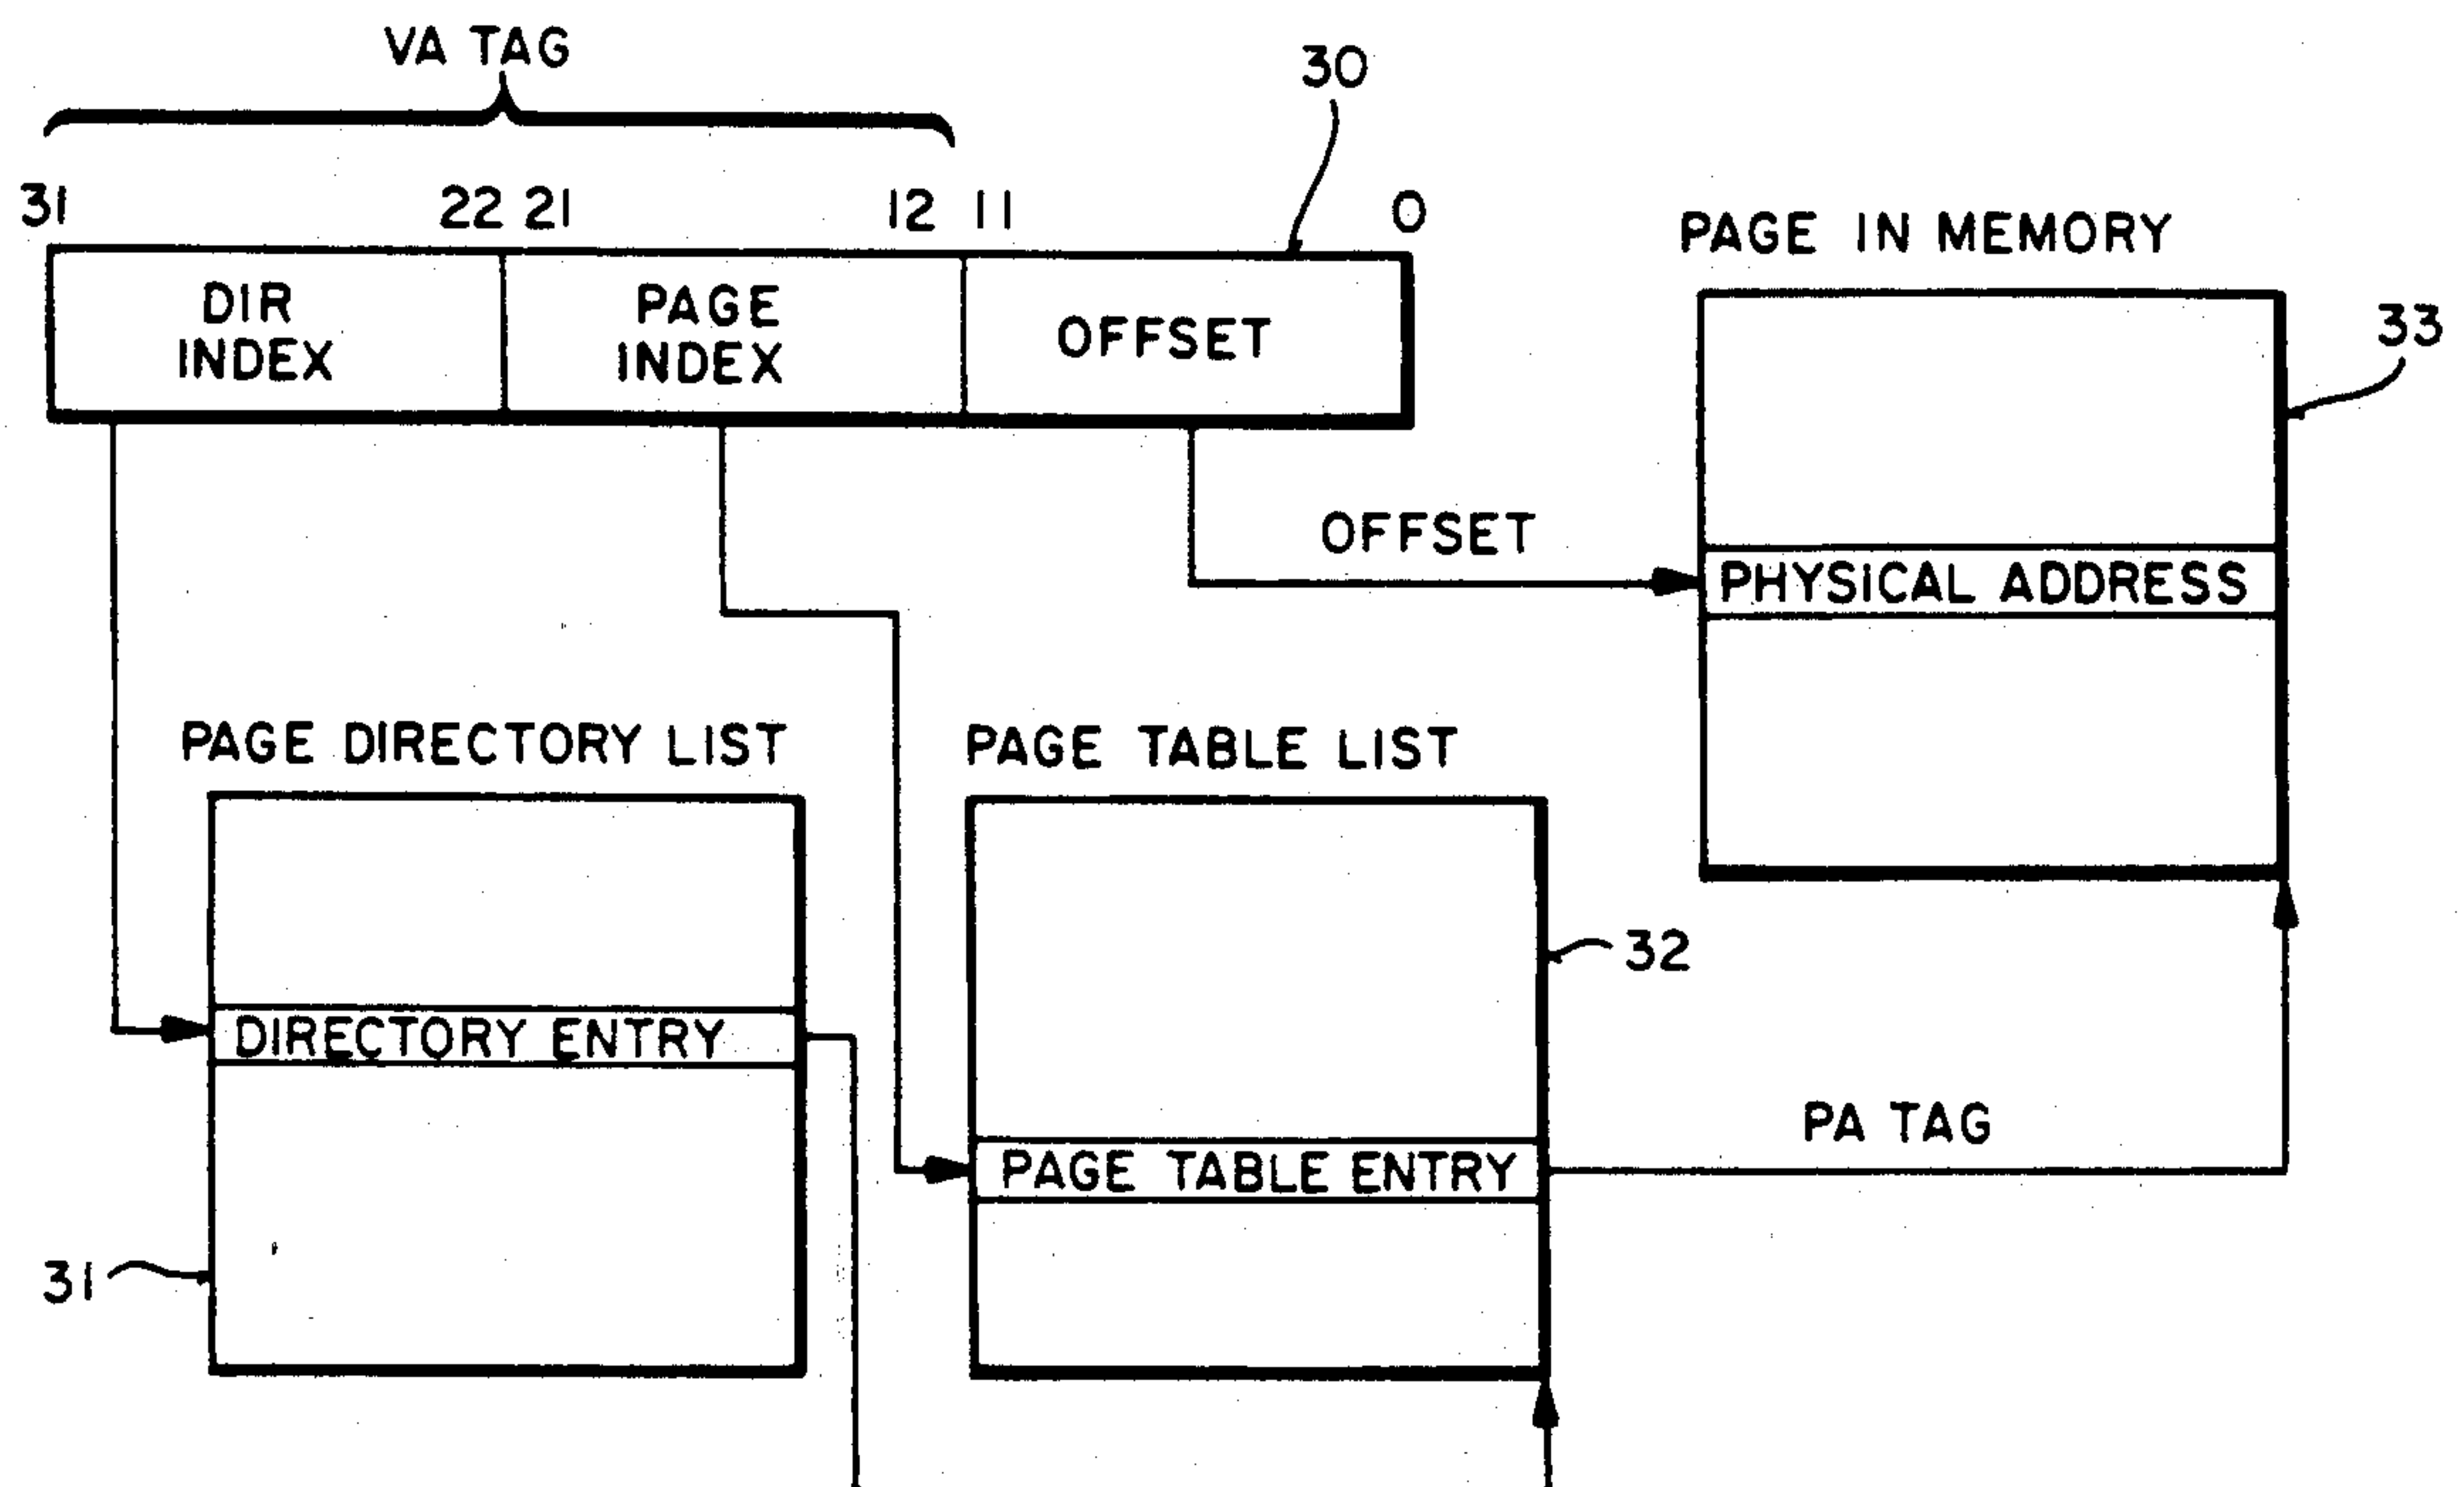 VA TAG
30
31 22 21 12 11 0
DIR
INDEX
PAGE
INDEX
OFFSET
PAGE IN MEMORY
33
OFFSET
PHYSICAL ADDRESS
PAGE DIRECTORY LIST
PAGE TABLE LIST
32
DIRECTORY ENTRY
PA TAG
PAGE TABLE ENTRY
31